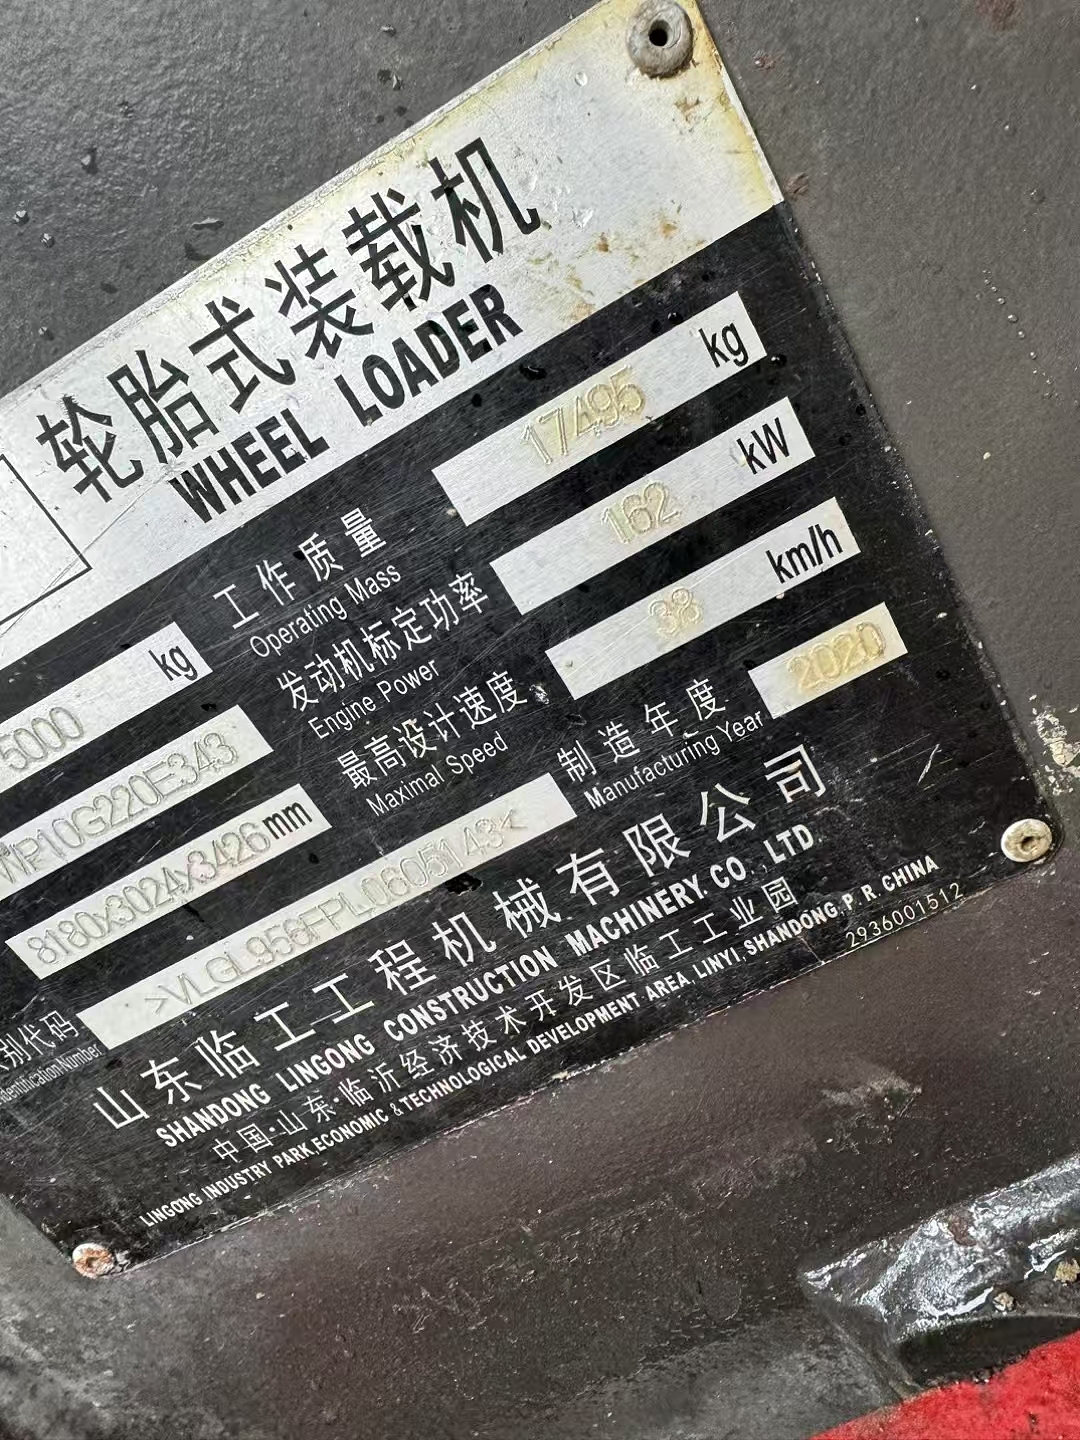 轮胎式装载机
WHEEL LOADER
工作质量
Operating Mass
17495 kg
发动机标定功率
Engine Power
162 kW
最高设计速度
Maximal Speed
38 km/h
制造年度
Manufacturing Year
2020
5000 kg
WP10G220E343
8180x3024x3426mm
别代码
Identification Number
>VLGL956FPL0605143<
山东临工工程机械有限公司
SHANDONG LINGONG CONSTRUCTION MACHINERY. CO., LTD.
中国·山东·临沂经济技术开发区临工工业园
LINGONG INDUSTRY PARK,ECONOMIC & TECHNOLOGICAL DEVELOPMENT AREA, LINYI, SHANDONG, P. R. CHINA
2936001512